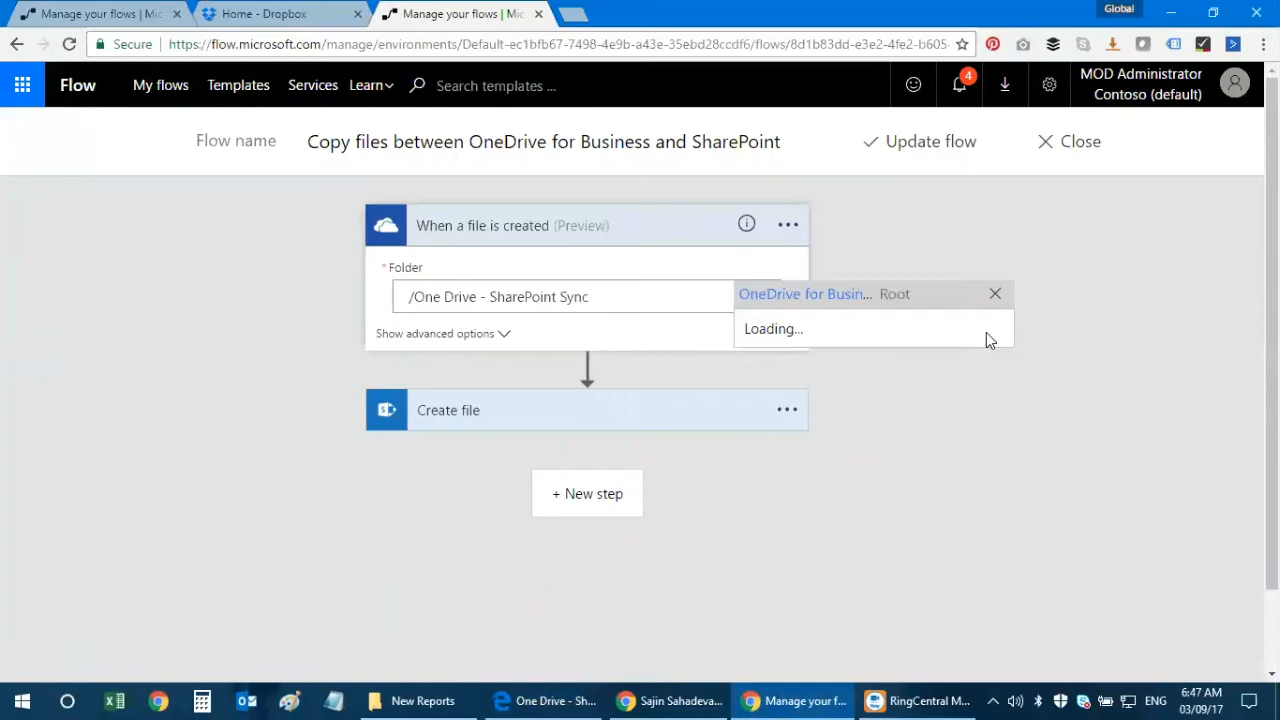 Manage your flows | Mic
Home - Dropbox
Manage your flows | Mic
Global
Secure
https://flow.microsoft.com/manage/environments/Default-ec1bfb67-7498-4e9b-a43e-35ebd28ccdf6/flows/8d1b83dd-e3e2-4fe2-b605-
Flow
My flows
Templates
Services
Learn
Search templates ...
4
MOD Administrator
Contoso (default)
Flow name
Copy files between OneDrive for Business and SharePoint
Update flow
Close
When a file is created (Preview)
* Folder
/One Drive - SharePoint Sync
OneDrive for Busin... Root
Show advanced options
Loading...
Create file
+ New step
New Reports
One Drive - Sh...
Sajin Sahadeva...
Manage your f...
RingCentral M...
ENG
6:47 AM
03/09/17